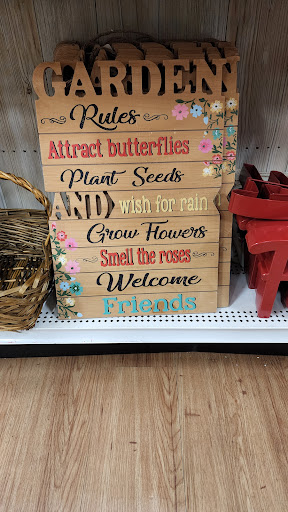 GARDEN
Rules
Attract butterflies
Plant Seeds
AND wish for rain
Grow Flowers
Smell the roses
Welcome
Friends